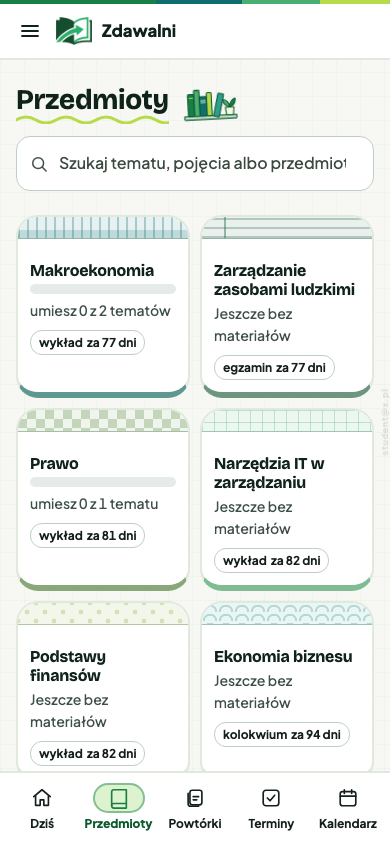 Zdawalni
Przedmioty
Szukaj tematu, pojęcia albo przedmiot
Makroekonomia
umiesz 0 z 2 tematów
wykład za 77 dni
Zarządzanie
zasobami ludzkimi
Jeszcze bez
materiałów
egzamin za 77 dni
Prawo
umiesz 0 z 1 tematu
wykład za 81 dni
Narzędzia IT w
zarządzaniu
Jeszcze bez
materiałów
wykład za 82 dni
Podstawy
finansów
Jeszcze bez
materiałów
wykład za 82 dni
Ekonomia biznesu
Jeszcze bez
materiałów
kolokwium za 94 dni
student@z.pl
Dziś
Przedmioty
Powtórki
Terminy
Kalendarz